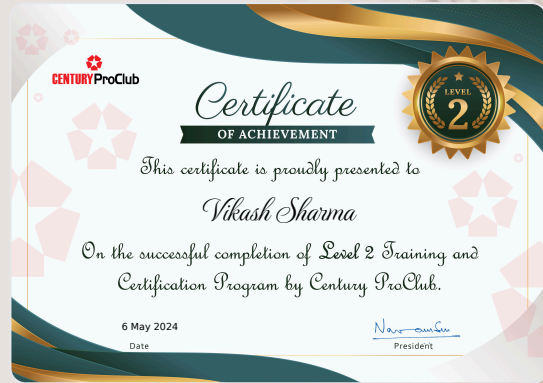 CENTURY ProClub
Certificate
OF ACHIEVEMENT
LEVEL
2
This certificate is proudly presented to
Vikash Sharma
On the successful completion of Level 2 Training and
Certification Program by Century ProClub.
6 May 2024
Date
President